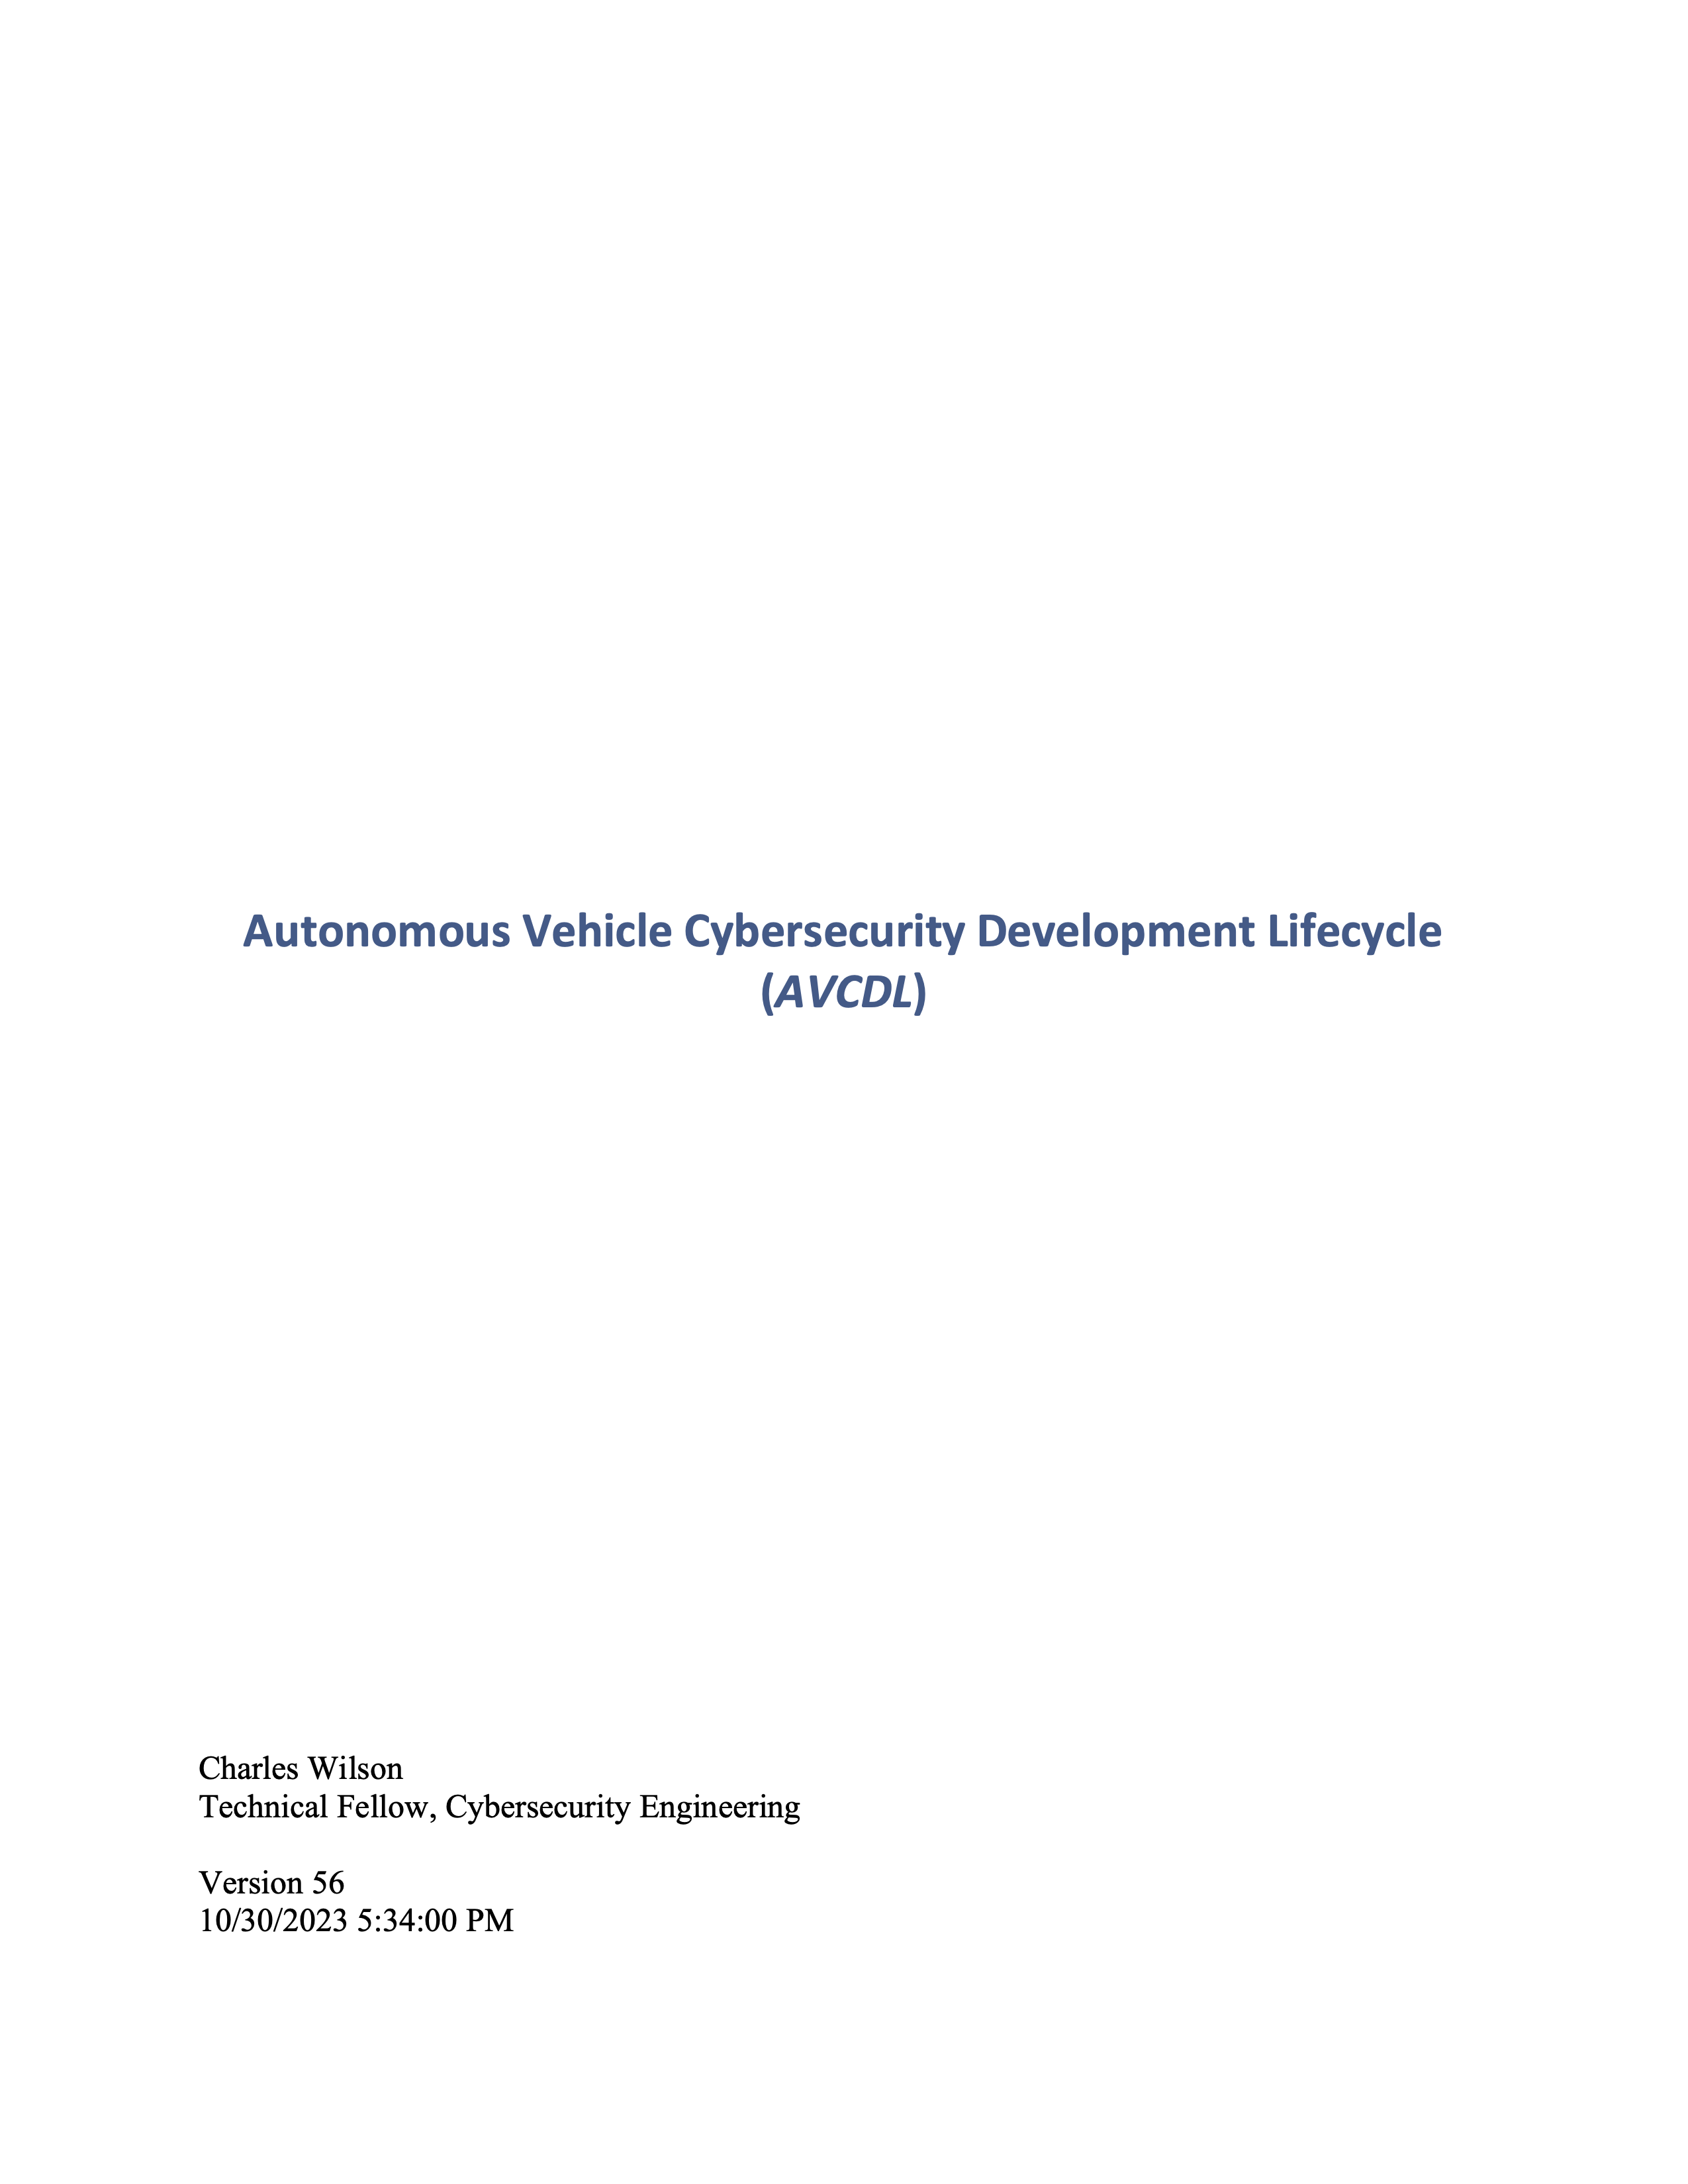 Autonomous Vehicle Cybersecurity Development Lifecycle
(AVCDL)
Charles Wilson
Technical Fellow, Cybersecurity Engineering
Version 56
10/30/2023 5:34:00 PM